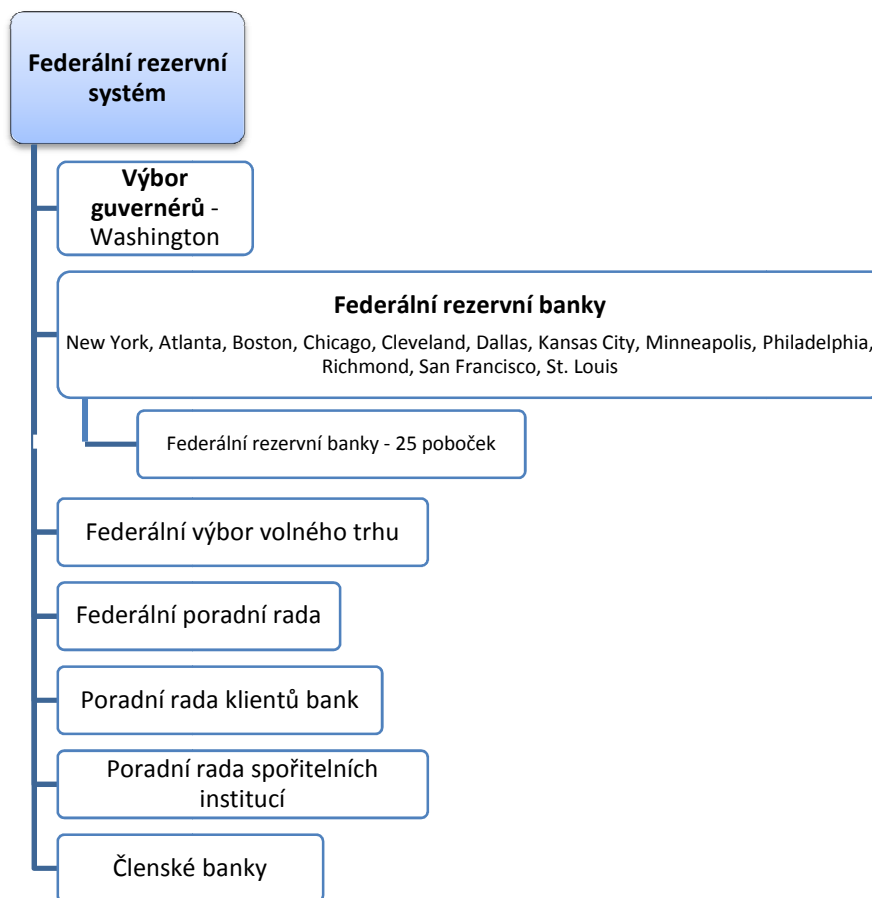 Federální rezervní
systém
Výbor
guvernérů -
Washington
Federální rezervní banky
New York, Atlanta, Boston, Chicago, Cleveland, Dallas, Kansas City, Minneapolis, Philadelphia,
Richmond, San Francisco, St. Louis
Federální rezervní banky - 25 poboček
Federální výbor volného trhu
Federální poradní rada
Poradní rada klientů bank
Poradní rada spořitelních
institucí
Členské banky